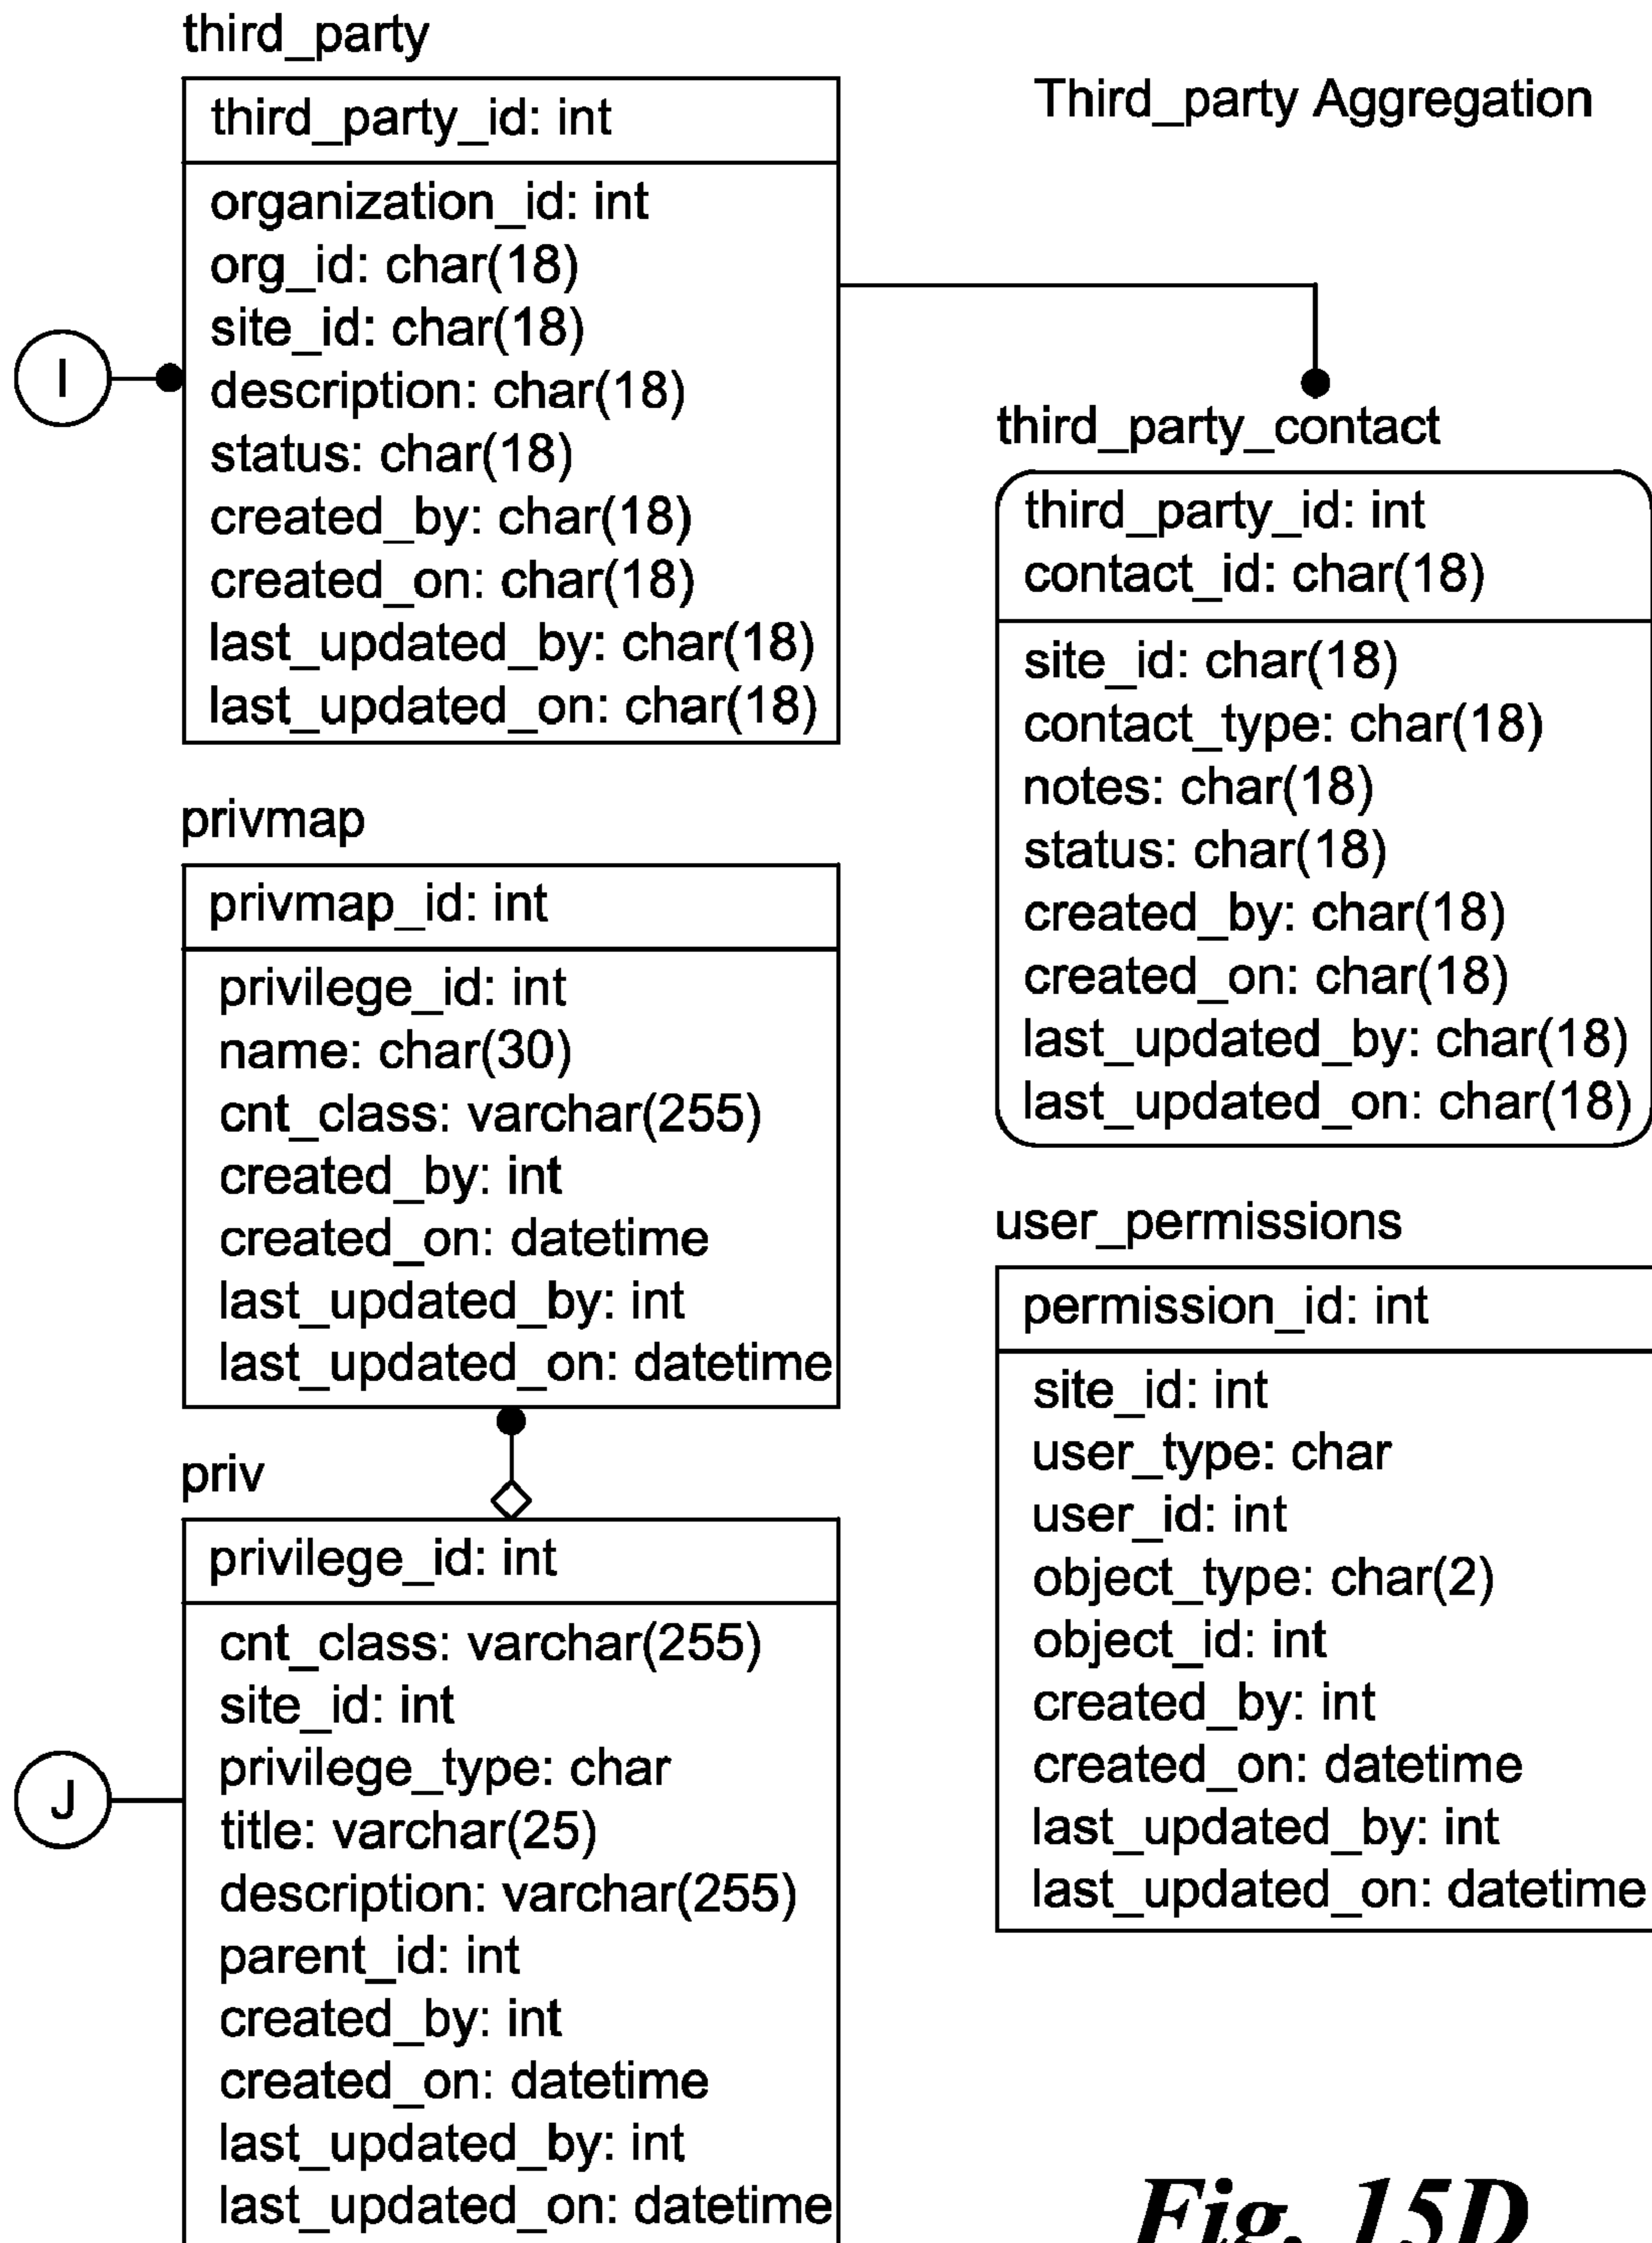 third_party
third_party_id: int
organization_id: int
org_id: char(18)
site_id: char(18)
description: char(18)
status: char(18)
created_by: char(18)
created_on: char(18)
last_updated_by: char(18)
last_updated_on: char(18)
I
Third_party Aggregation
third_party_contact
third_party_id: int
contact_id: char(18)
site_id: char(18)
contact_type: char(18)
notes: char(18)
status: char(18)
created_by: char(18)
created_on: char(18)
last_updated_by: char(18)
last_updated_on: char(18)
privmap
privmap_id: int
privilege_id: int
name: char(30)
cnt_class: varchar(255)
created_by: int
created_on: datetime
last_updated_by: int
last_updated_on: datetime
priv
privilege_id: int
cnt_class: varchar(255)
site_id: int
privilege_type: char
title: varchar(25)
description: varchar(255)
parent_id: int
created_by: int
created_on: datetime
last_updated_by: int
last_updated_on: datetime
J
user_permissions
permission_id: int
site_id: int
user_type: char
user_id: int
object_type: char(2)
object_id: int
created_by: int
created_on: datetime
last_updated_by: int
last_updated_on: datetime
Fig. 15D